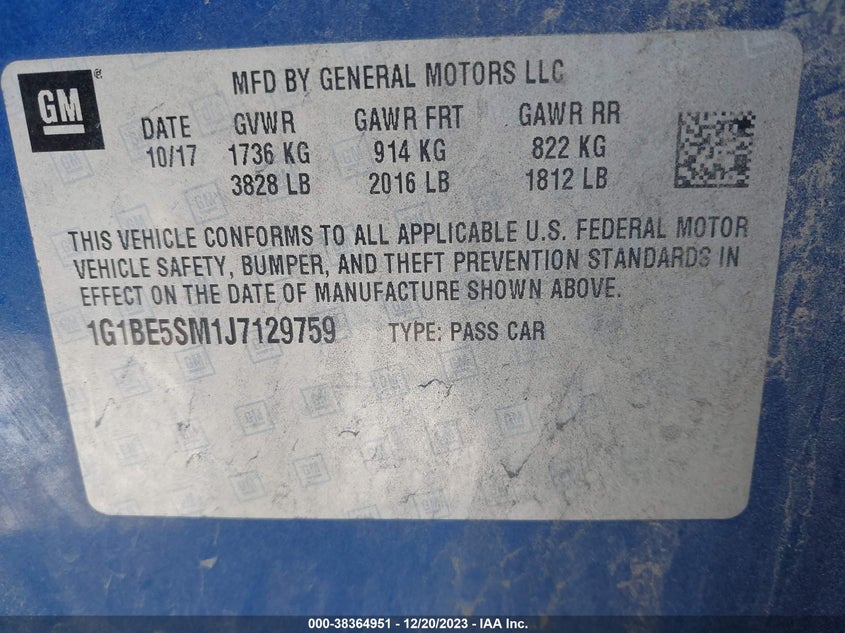 GM®
MFD BY GENERAL MOTORS LLC
DATE GVWR GAWR FRT GAWR RR
10/17 1736 KG 914 KG 822 KG
3828 LB 2016 LB 1812 LB
THIS VEHICLE CONFORMS TO ALL APPLICABLE U.S. FEDERAL MOTOR
VEHICLE SAFETY, BUMPER, AND THEFT PREVENTION STANDARDS IN
EFFECT ON THE DATE OF MANUFACTURE SHOWN ABOVE.
1G1BE5SM1J7129759 TYPE: PASS CAR
000-38364951 - 12/20/2023 - IAA Inc.